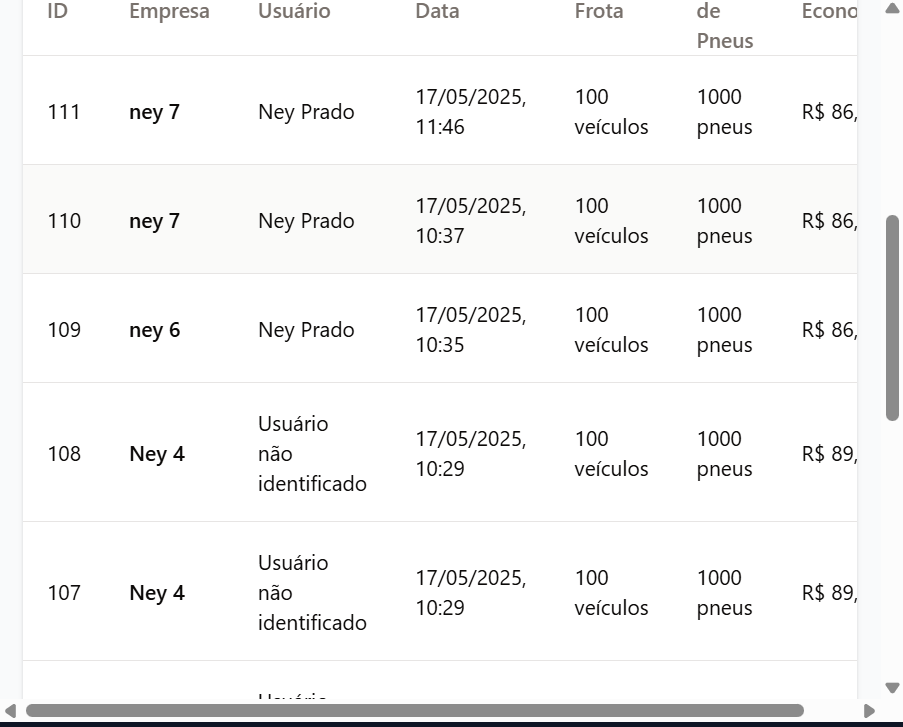 ID Empresa Usuário Data Frota de Pneus Econo
111 ney 7 Ney Prado 17/05/2025, 11:46 100 veículos 1000 pneus R$ 86,
110 ney 7 Ney Prado 17/05/2025, 10:37 100 veículos 1000 pneus R$ 86,
109 ney 6 Ney Prado 17/05/2025, 10:35 100 veículos 1000 pneus R$ 86,
108 Ney 4 Usuário não identificado 17/05/2025, 10:29 100 veículos 1000 pneus R$ 89,
107 Ney 4 Usuário não identificado 17/05/2025, 10:29 100 veículos 1000 pneus R$ 89,